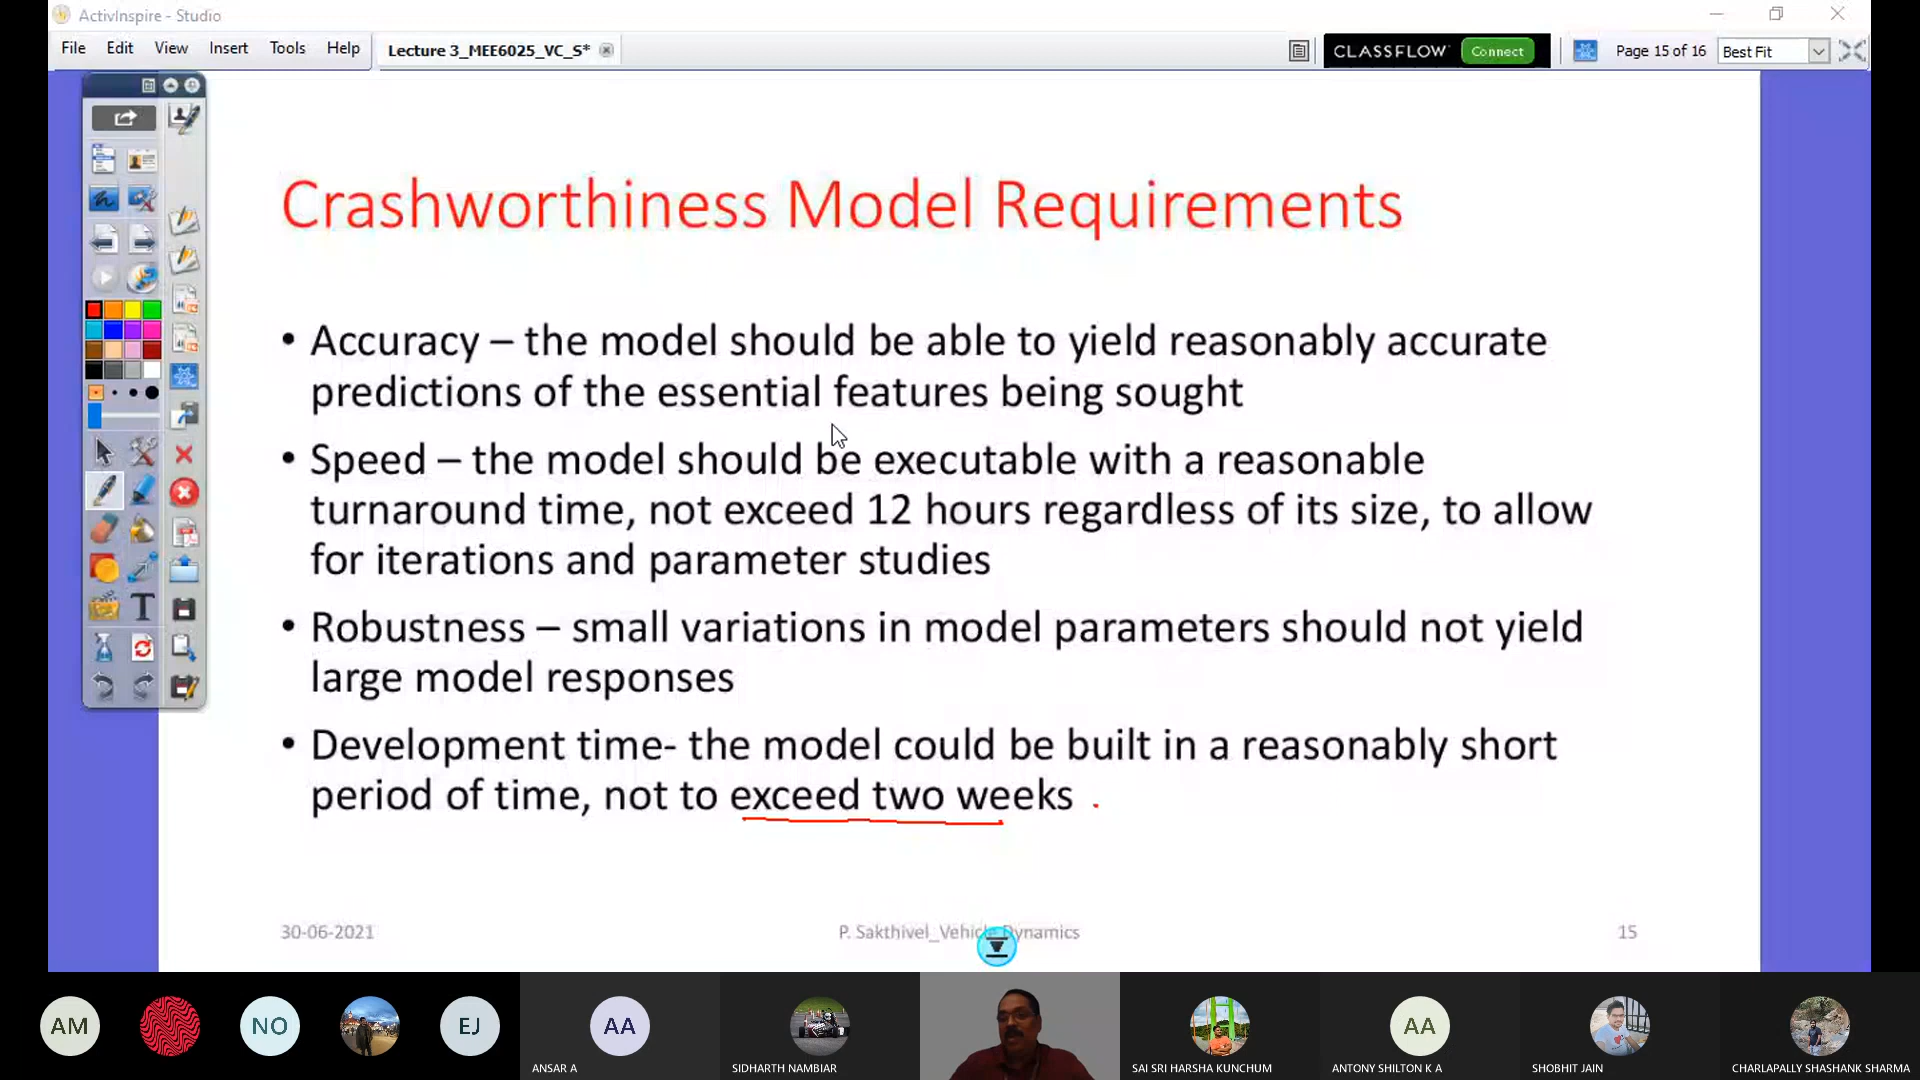 ActivInspire - Studio
File Edit View Insert Tools Help
Lecture 3_MEE6025_VC_S*
CLASSFLOW Connect
Page 15 of 16 Best Fit
Crashworthiness Model Requirements
• Accuracy – the model should be able to yield reasonably accurate
predictions of the essential features being sought
• Speed – the model should be executable with a reasonable
turnaround time, not exceed 12 hours regardless of its size, to allow
for iterations and parameter studies
• Robustness – small variations in model parameters should not yield
large model responses
• Development time- the model could be built in a reasonably short
period of time, not to exceed two weeks
30-06-2021 P. Sakthivel_Vehicle Dynamics 15
AM NO EJ AA AA
ANSAR A SIDHARTH NAMBIAR SAI SRI HARSHA KUNCHUM ANTONY SHILTON K A SHOBHIT JAIN CHARLAPALLY SHASHANK SHARMA